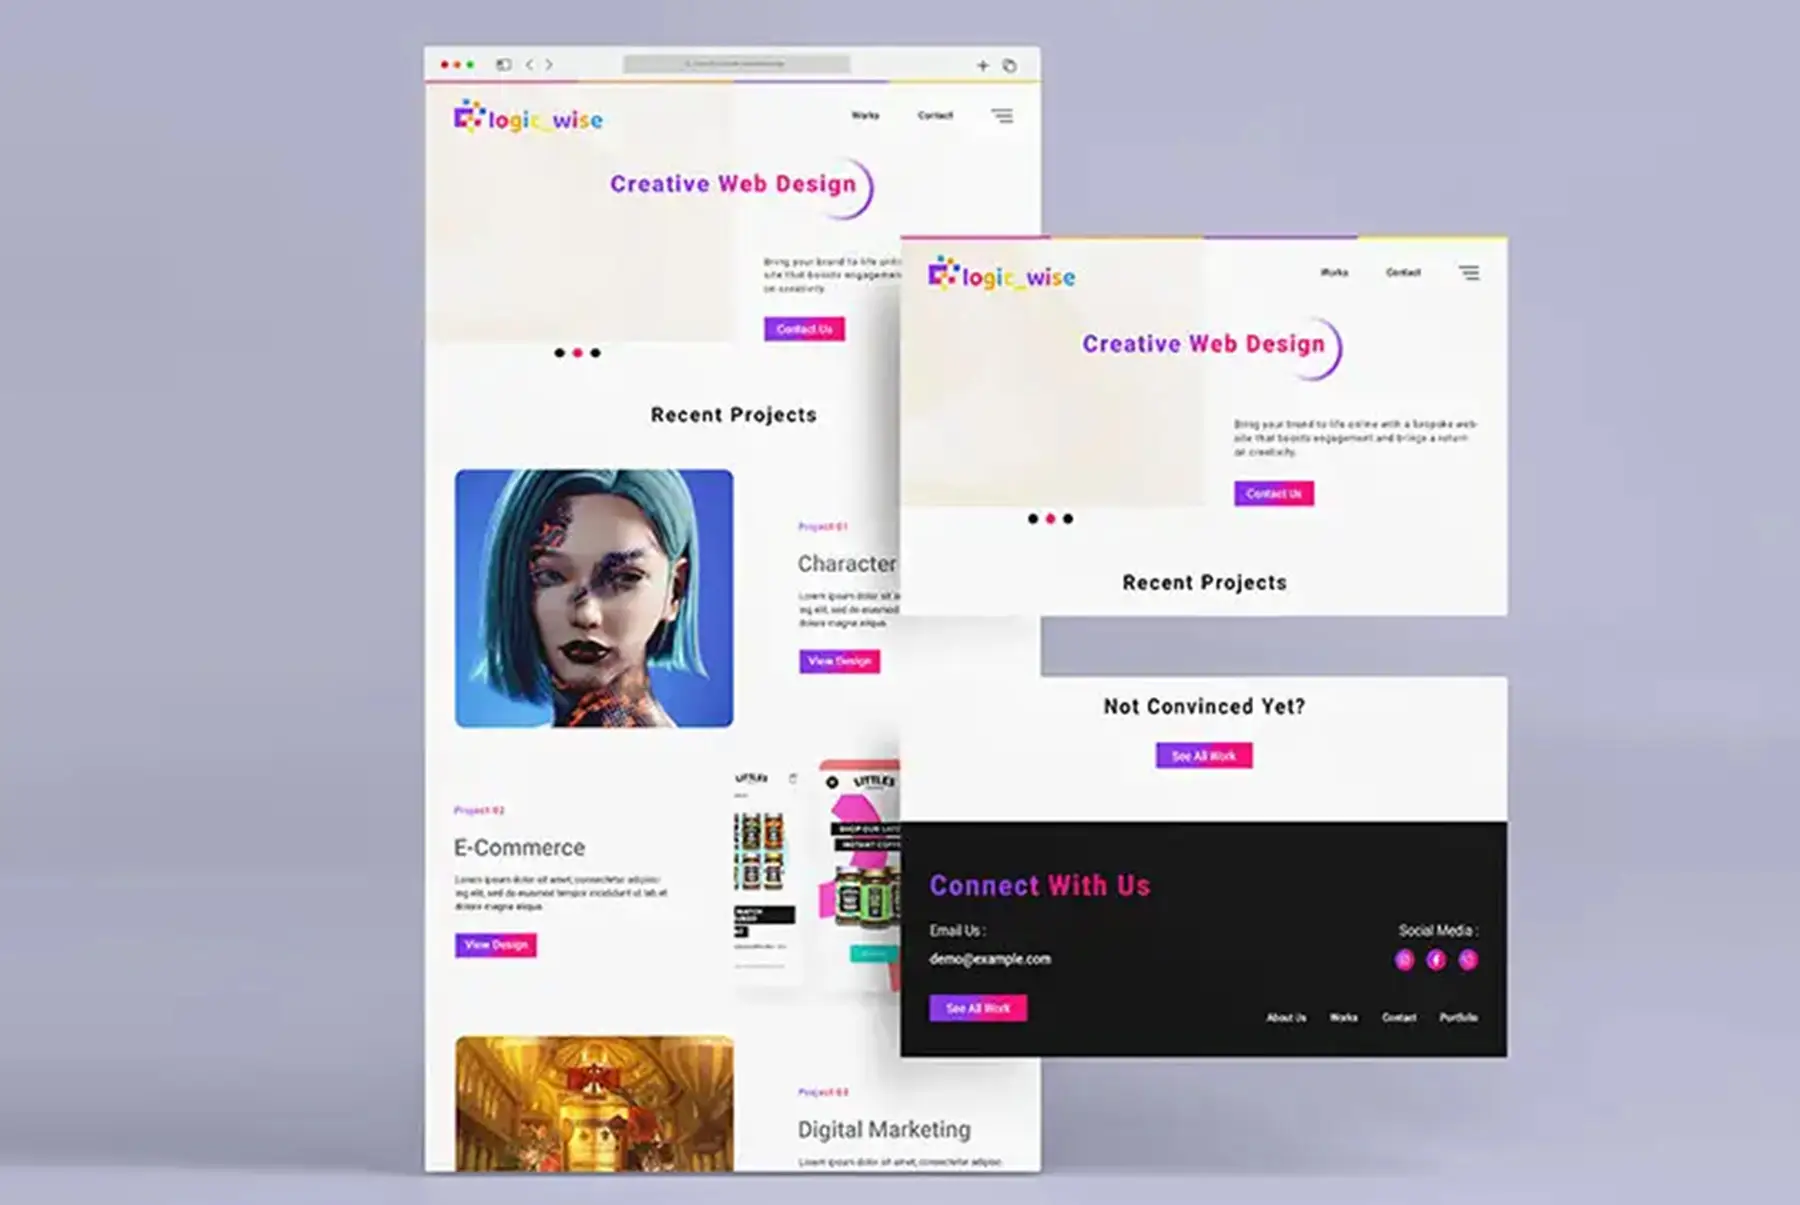 logic_wise
Works Contact
Creative Web Design
Bring your brand to life onli
site that boosts engagemen
on creativity.
Contact Us
Recent Projects
Project 01
Character
Lorem ipsum dolor sit a
ing elit, sed do eiusmod
dolore magna aliqua.
View Design
Project 02
E-Commerce
Lorem ipsum dolor sit amet, consectetur adipisc-
ing elit, sed do eiusmod tempor incididunt ut lab et
dolore magna aliqua.
View Design
LITTLE'S
LITTLE'S
SHOP OUR LATE
INSTANT COFF
Project 03
Digital Marketing
Lorem ipsum dolor sit amet, consectetur adipisc-
logic_wise
Works Contact
Creative Web Design
Bring your brand to life online with a bespoke web-
site that boosts engagement and brings a return
on creativity.
Contact Us
Recent Projects
Not Convinced Yet?
See All Work
Connect With Us
Email Us :
demo@example.com
See All Work
Social Media :
About Us Works Contact Portfolio